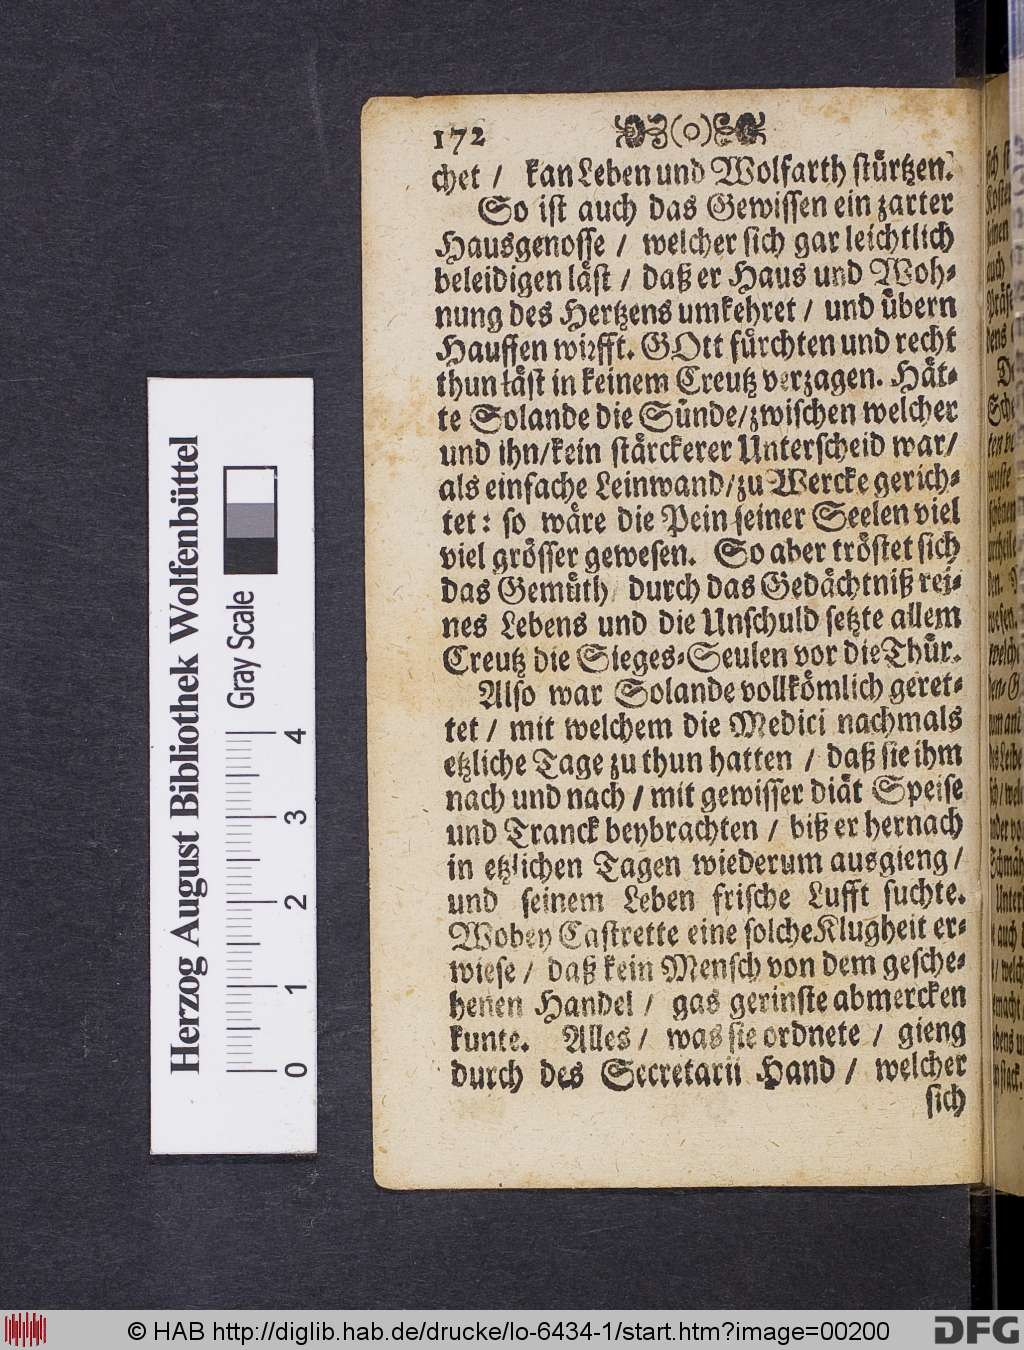 172 (o)
chet / kan Leben und Wolfarth ſtürtzen.
So iſt auch das Gewiſſen ein zarter
Hausgenoſſe / welcher ſich gar leichtlich
beleidigen läſt / daß er Haus und Woh-
nung des Hertzens umkehret / und übern
Hauffen wirfft. GOtt fürchten und recht
thun läſt in keinem Creutz verzagen. Hät-
te Solande die Sünde/zwiſchen welcher
und ihn/kein ſtärckerer Unterſcheid war/
als einfache Leinwand/zu Wercke gerich-
tet: ſo wäre die Pein ſeiner Seelen viel
viel gröſſer geweſen. So aber tröſtet ſich
das Gemüth durch das Gedächtniß rei-
nes Lebens und die Unſchuld ſetzte allem
Creutz die Sieges-Seulen vor die Thür.
Alſo war Solande vollkömlich geret-
tet / mit welchem die Medici nachmals
etzliche Tage zu thun hatten / daß ſie ihm
nach und nach / mit gewiſſer diät Speiſe
und Tranck beybrachten / biß er hernach
in etzlichen Tagen wiederum ausgieng /
und ſeinem Leben friſche Lufft ſuchte.
Wobey Caſtrette eine ſolche Klugheit er-
wieſe / daß kein Menſch von dem geſche-
henen Handel / gas gerinſte abmercken
kunte. Alles / was ſie ordnete / gieng
durch des Secretarii Hand / welcher
ſich
Herzog August Bibliothek Wolfenbüttel
Gray Scale
0 1 2 3 4
© HAB http://diglib.hab.de/drucke/lo-6434-1/start.htm?image=00200
DFG